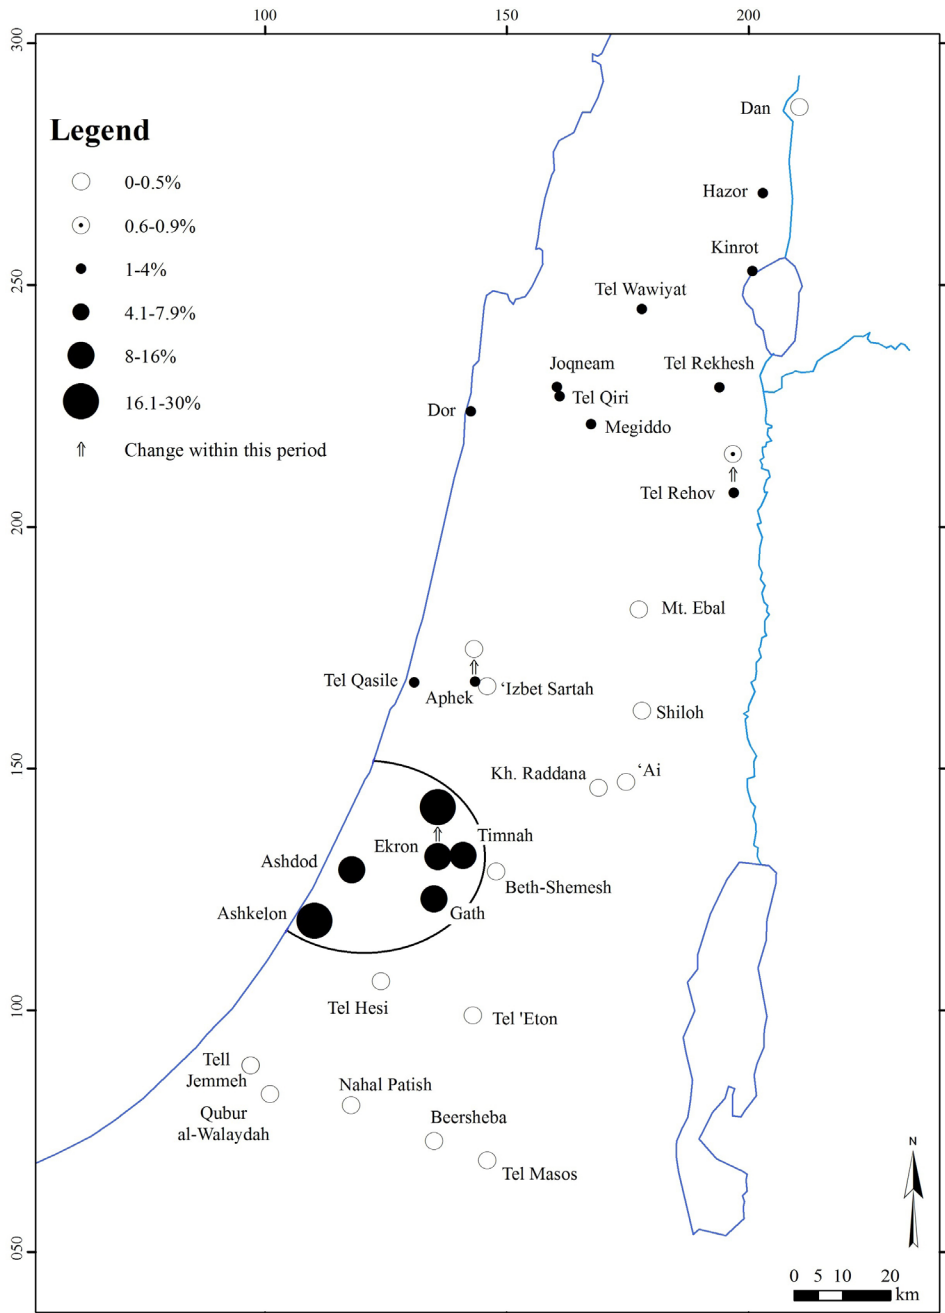 100 150 200
300
Dan
Legend
0-0.5%
0.6-0.9%
1-4%
4.1-7.9%
8-16%
16.1-30%
⇑ Change within this period
Hazor
Kinrot
250
Tel Wawiyat
Joqneam
Tel Rekhesh
Tel Qiri
Dor
Megiddo
Tel Rehov
200
Mt. Ebal
Tel Qasile
Aphek
‘Izbet Sartah
Shiloh
150
Kh. Raddana
‘Ai
Timnah
Ekron
Ashdod
Beth-Shemesh
Ashkelon
Gath
100
Tel Hesi
Tel 'Eton
Tell
Jemmeh
Nahal Patish
Qubur
al-Walaydah
Beersheba
Tel Masos
N
050
0 5 10 20
km